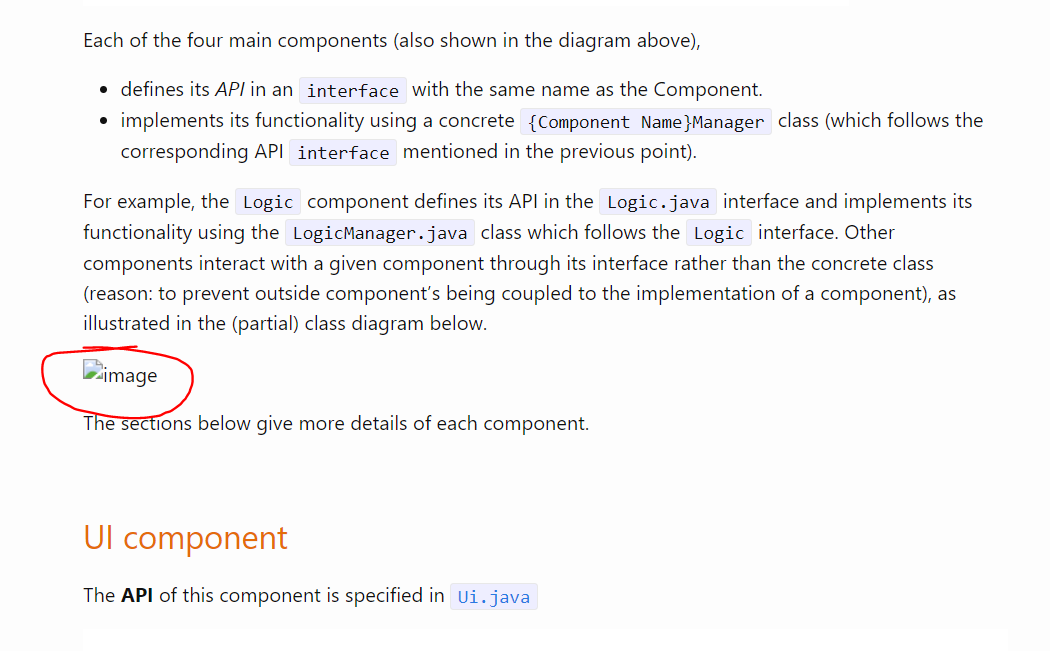 Each of the four main components (also shown in the diagram above),
• defines its API in an interface with the same name as the Component.
• implements its functionality using a concrete {Component Name}Manager class (which follows the
corresponding API interface mentioned in the previous point).
For example, the Logic component defines its API in the Logic.java interface and implements its
functionality using the LogicManager.java class which follows the Logic interface. Other
components interact with a given component through its interface rather than the concrete class
(reason: to prevent outside component’s being coupled to the implementation of a component), as
illustrated in the (partial) class diagram below.
image
The sections below give more details of each component.
UI component
The API of this component is specified in Ui.java